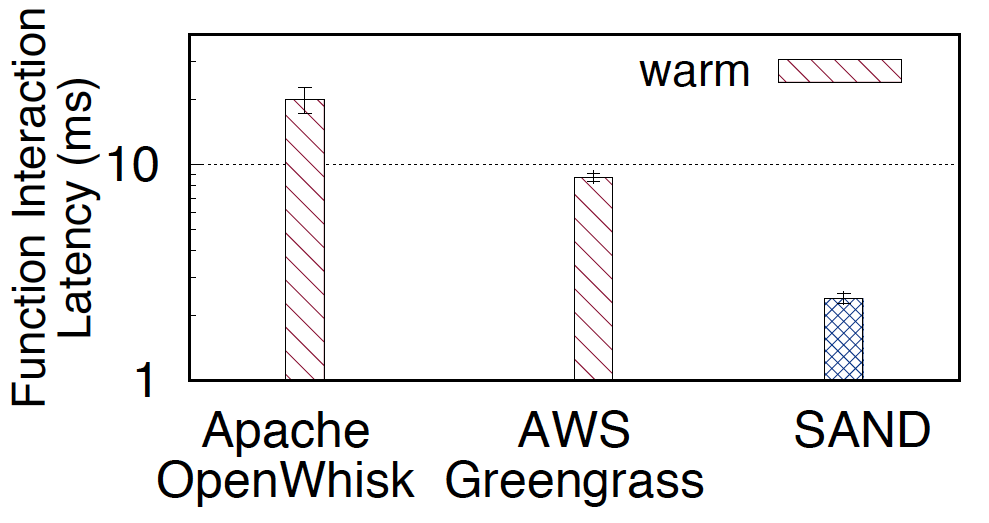 Function Interaction
Latency (ms)
warm
10
1
Apache
OpenWhisk
AWS
Greengrass
SAND